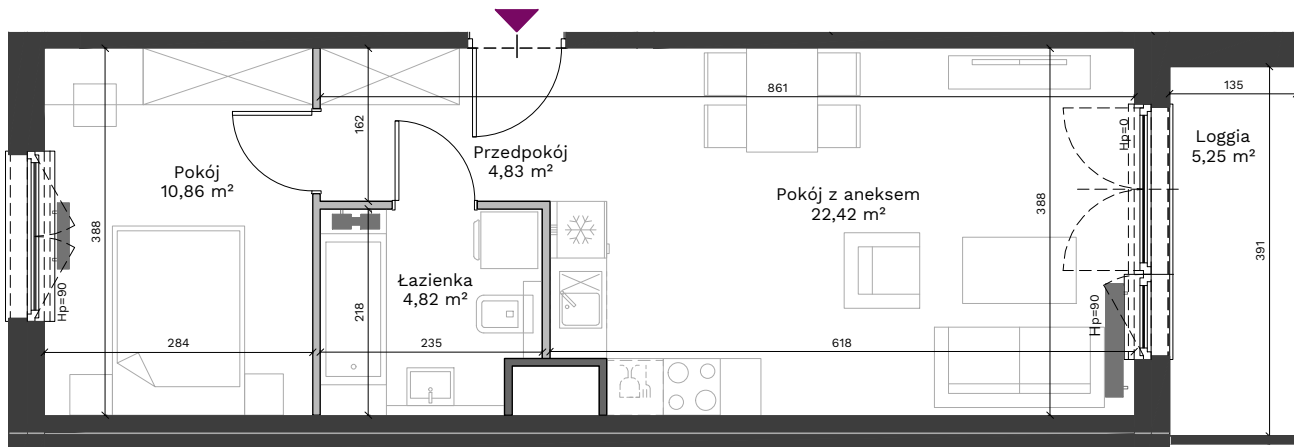 861
135
162
Przedpokój
4,83 m²
Hp=0
Loggia
5,25 m²
Pokój
10,86 m²
Pokój z aneksem
22,42 m²
388
388
391
Łazienka
4,82 m²
Hp=90
218
Hp=90
284
235
618